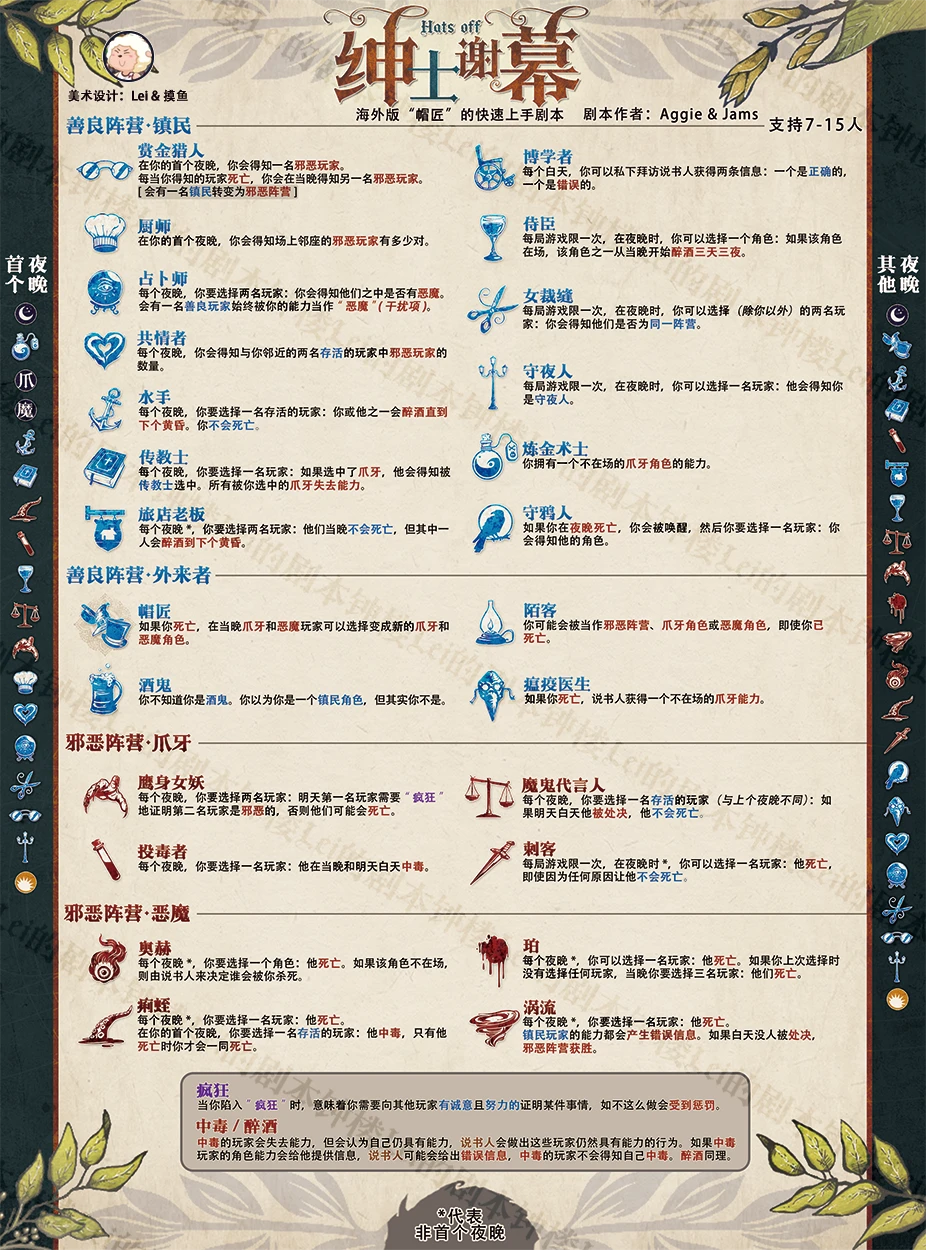 Hats off
绅士谢幕
美术设计：Lei & 摸鱼
海外版“帽匠”的快速上手剧本 剧本作者：Aggie & Jams
支持7-15人
善良阵营·镇民
赏金猎人
在你的首个夜晚，你会得知一名邪恶玩家。
每当你得知的玩家死亡，你会在当晚得知另一名邪恶玩家。
[ 会有一名镇民转变为邪恶阵营 ]
厨师
在你的首个夜晚，你会得知场上邻座的邪恶玩家有多少对。
占卜师
每个夜晚，你要选择两名玩家：你会得知他们之中是否有恶魔。
会有一名善良玩家始终被你的能力当作“恶魔”(干扰项)。
共情者
每个夜晚，你会得知与你邻近的两名存活的玩家中邪恶玩家的
数量。
水手
每个夜晚，你要选择一名存活的玩家：你或他之一会醉酒直到
下个黄昏。你不会死亡。
传教士
每个夜晚，你要选择一名玩家：如果选中了爪牙，他会得知被
传教士选中。所有被你选中的爪牙失去能力。
旅店老板
每个夜晚*，你要选择两名玩家：他们当晚不会死亡，但其中一
人会醉酒到下个黄昏。
博学者
每个白天，你可以私下拜访说书人获得两条信息：一个是正确的，
一个是错误的。
侍臣
每局游戏限一次，在夜晚时，你可以选择一个角色：如果该角色
在场，该角色之一从当晚开始醉酒三天三夜。
女裁缝
每局游戏限一次，在夜晚时，你可以选择（除你以外）的两名玩
家：你会得知他们是否为同一阵营。
守夜人
每局游戏限一次，在夜晚时，你可以选择一名玩家：他会得知你
是守夜人。
炼金术士
你拥有一个不在场的爪牙角色的能力。
守鸦人
如果你在夜晚死亡，你会被唤醒，然后你要选择一名玩家：你
会得知他的角色。
善良阵营·外来者
帽匠
如果你死亡，在当晚爪牙和恶魔玩家可以选择变成新的爪牙和
恶魔角色。
酒鬼
你不知道你是酒鬼。你以为你是一个镇民角色，但其实你不是。
陌客
你可能会被当作邪恶阵营、爪牙角色或恶魔角色，即使你已
死亡。
瘟疫医生
如果你死亡，说书人获得一个不在场的爪牙能力。
邪恶阵营·爪牙
鹰身女妖
每个夜晚，你要选择两名玩家：明天第一名玩家需要“疯狂”
地证明第二名玩家是邪恶的，否则他们可能会死亡。
投毒者
每个夜晚，你要选择一名玩家：他在当晚和明天白天中毒。
魔鬼代言人
每个夜晚，你要选择一名存活的玩家（与上个夜晚不同）：如
果明天白天他被处决，他不会死亡。
刺客
每局游戏限一次，在夜晚时*，你可以选择一名玩家：他死亡，
即使因为任何原因让他不会死亡。
邪恶阵营·恶魔
奥赫
每个夜晚*，你要选择一个角色：他死亡。如果该角色不在场，
则由说书人来决定谁会被你杀死。
痢蛭
每个夜晚*，你要选择一名玩家：他死亡。
在你的首个夜晚，你要选择一名存活的玩家：他中毒，只有他
死亡时你才会一同死亡。
珀
每个夜晚*，你可以选择一名玩家：他死亡。如果你上次选择时
没有选择任何玩家，当晚你要选择三名玩家：他们死亡。
涡流
每个夜晚*，你要选择一名玩家：他死亡。
镇民玩家的能力都会产生错误信息。如果白天没人被处决，
邪恶阵营获胜。
疯狂
当你陷入“疯狂”时，意味着你需要向其他玩家有诚意且努力的证明某件事情，如不这么做会受到惩罚。
中毒 / 醉酒
中毒的玩家会失去能力，但会认为自己仍具有能力，说书人会做出这些玩家仍然具有能力的行为。如果中毒
玩家的角色能力会给他提供信息，说书人可能会给出错误信息，中毒的玩家不会得知自己中毒。醉酒同理。
*代表
非首个夜晚
首个夜晚
爪
魔
其他夜晚